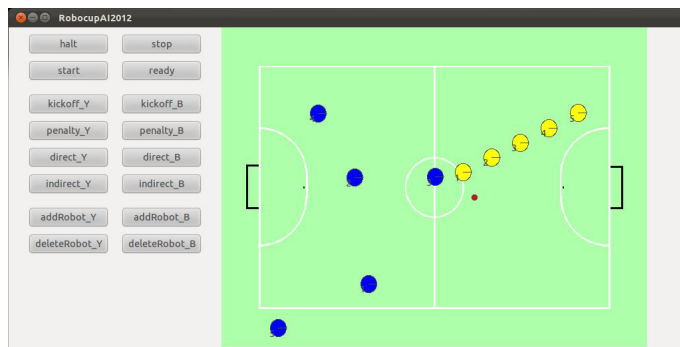 RobocupAI2012
halt stop
start ready
kickoff_Y kickoff_B
penalty_Y penalty_B
direct_Y direct_B
indirect_Y indirect_B
addRobot_Y addRobot_B
deleteRobot_Y deleteRobot_B
5
4
3
2
1